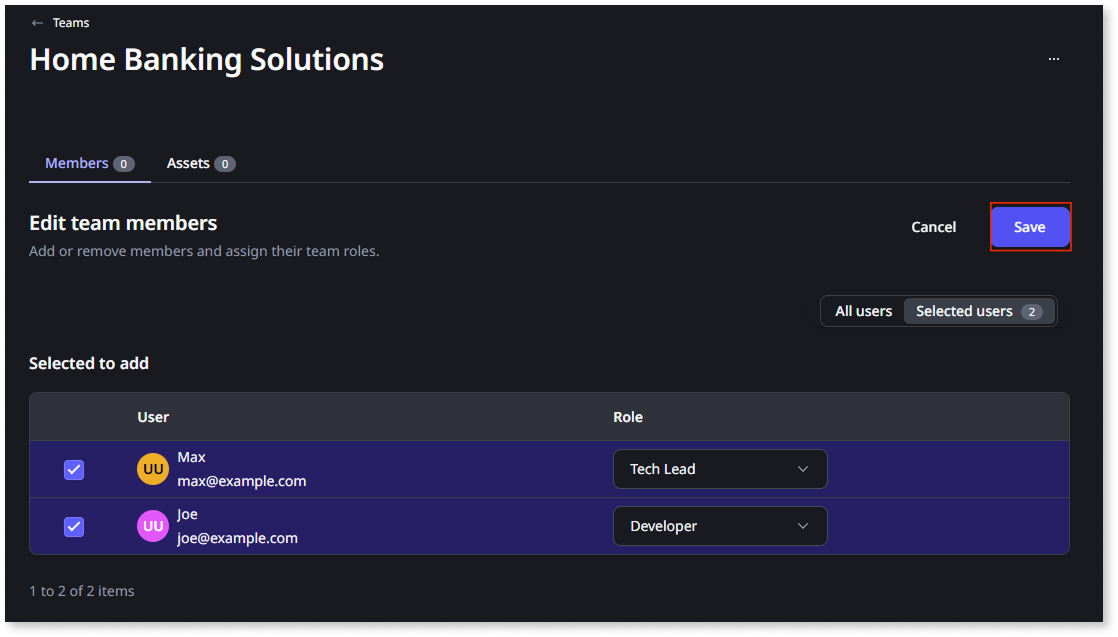 ← Teams
Home Banking Solutions
...
Members 0 Assets 0
Edit team members
Add or remove members and assign their team roles.
Cancel Save
All users Selected users 2
Selected to add
User Role
UU Max
max@example.com
Tech Lead
UU Joe
joe@example.com
Developer
1 to 2 of 2 items